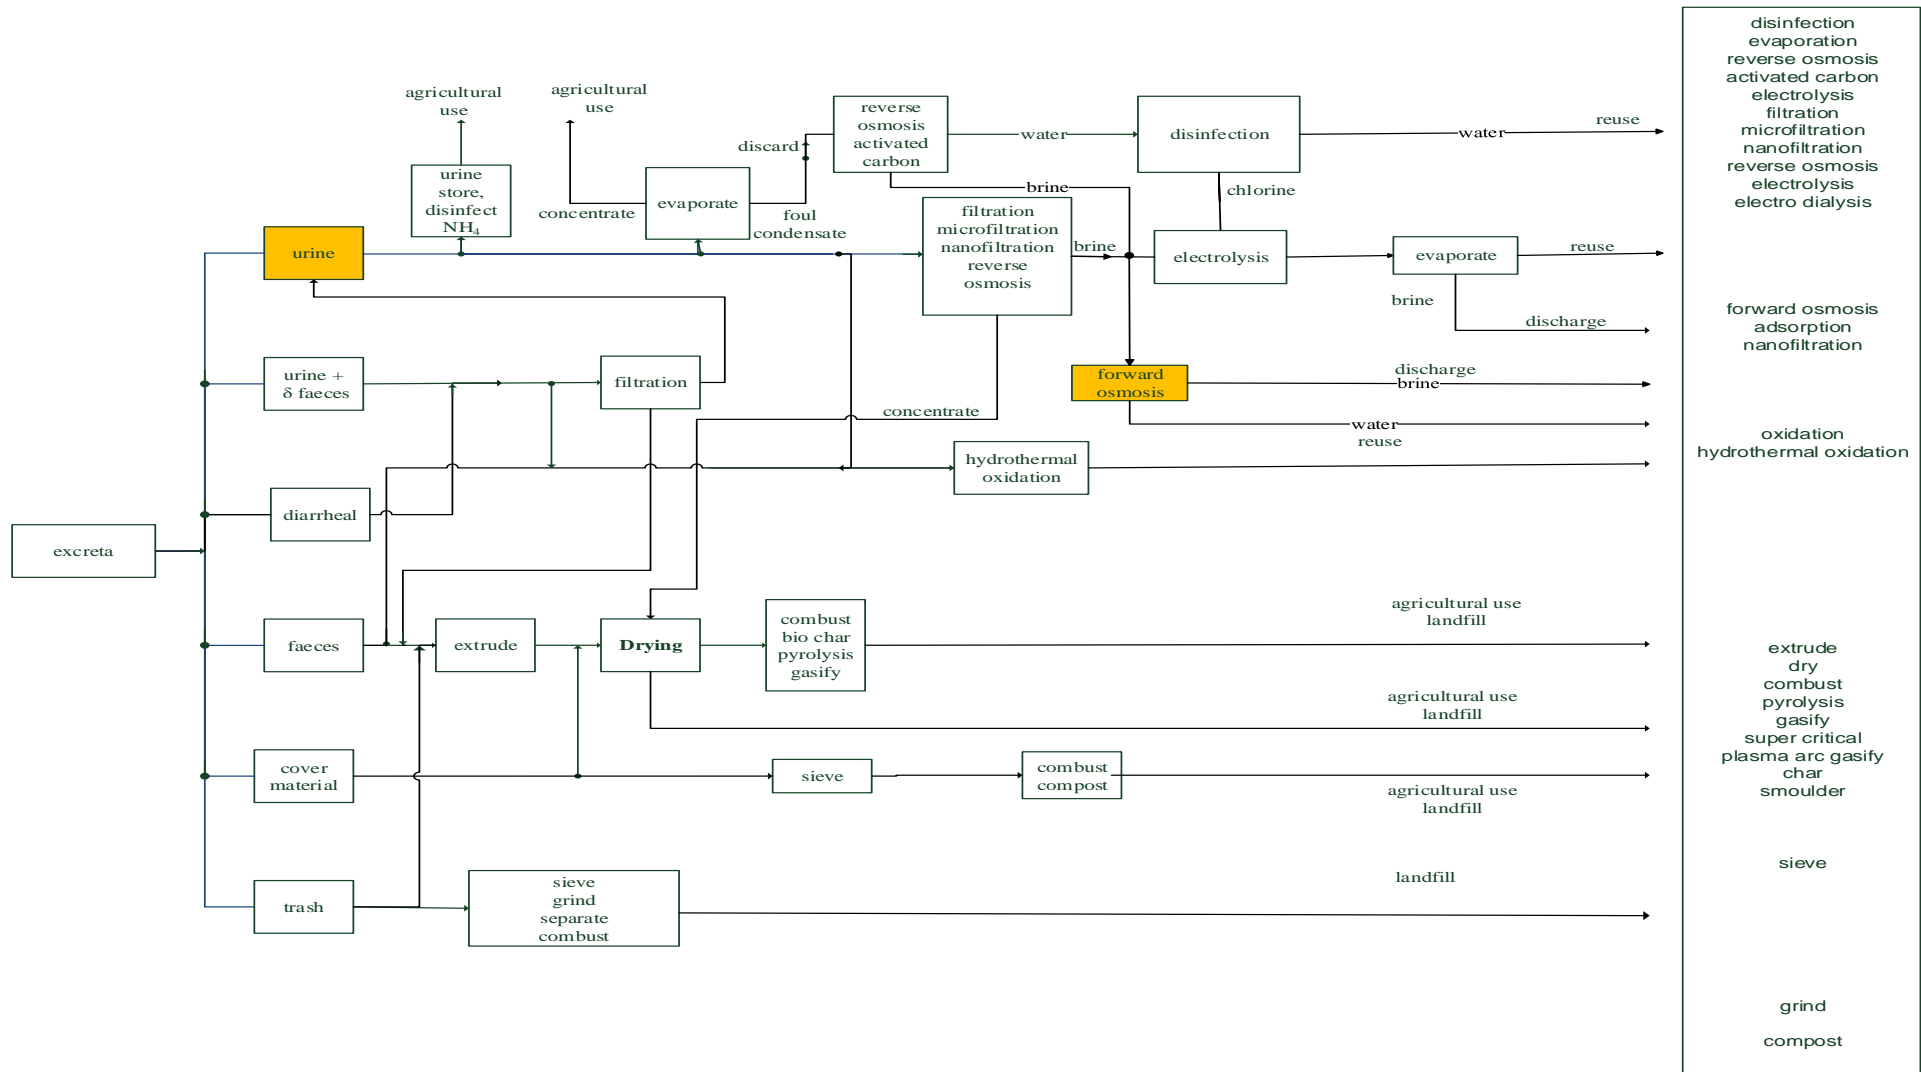 agricultural
use
agricultural
use
urine
store,
disinfect
NH₄
discard
concentrate
evaporate
foul
condensate
reverse
osmosis
activated
carbon
water
disinfection
water
reuse
brine
chlorine
urine
filtration
microfiltration
nanofiltration
reverse
osmosis
brine
electrolysis
evaporate
reuse
brine
discharge
urine +
δ faeces
filtration
forward
osmosis
discharge
brine
concentrate
water
reuse
hydrothermal
oxidation
diarrheal
excreta
faeces
extrude
Drying
combust
bio char
pyrolysis
gasify
agricultural use
landfill
agricultural use
landfill
cover
material
sieve
combust
compost
agricultural use
landfill
trash
sieve
grind
separate
combust
landfill
disinfection
evaporation
reverse osmosis
activated carbon
electrolysis
filtration
microfiltration
nanofiltration
reverse osmosis
electrolysis
electro dialysis
forward osmosis
adsorption
nanofiltration
oxidation
hydrothermal oxidation
extrude
dry
combust
pyrolysis
gasify
super critical
plasma arc gasify
char
smoulder
sieve
grind
compost